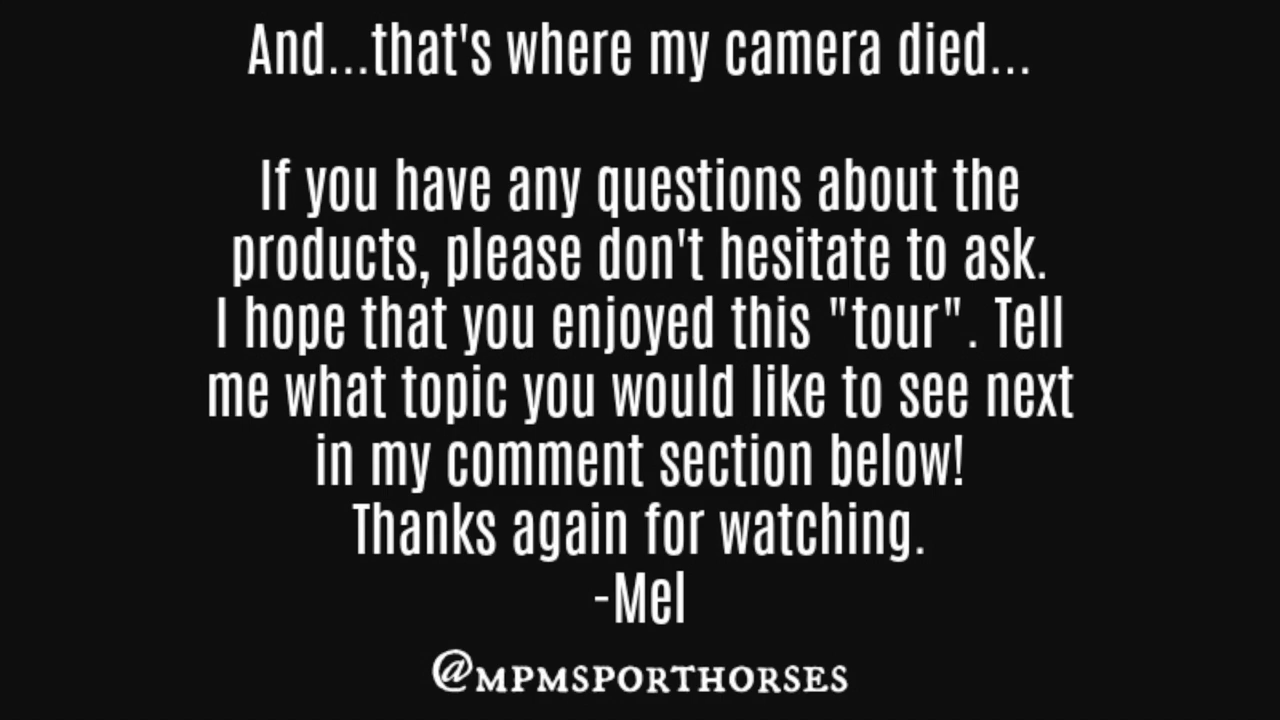 And...that's where my camera died...
If you have any questions about the
products, please don't hesitate to ask.
I hope that you enjoyed this "tour". Tell
me what topic you would like to see next
in my comment section below!
Thanks again for watching.
-Mel
@MPMSPORTHORSES